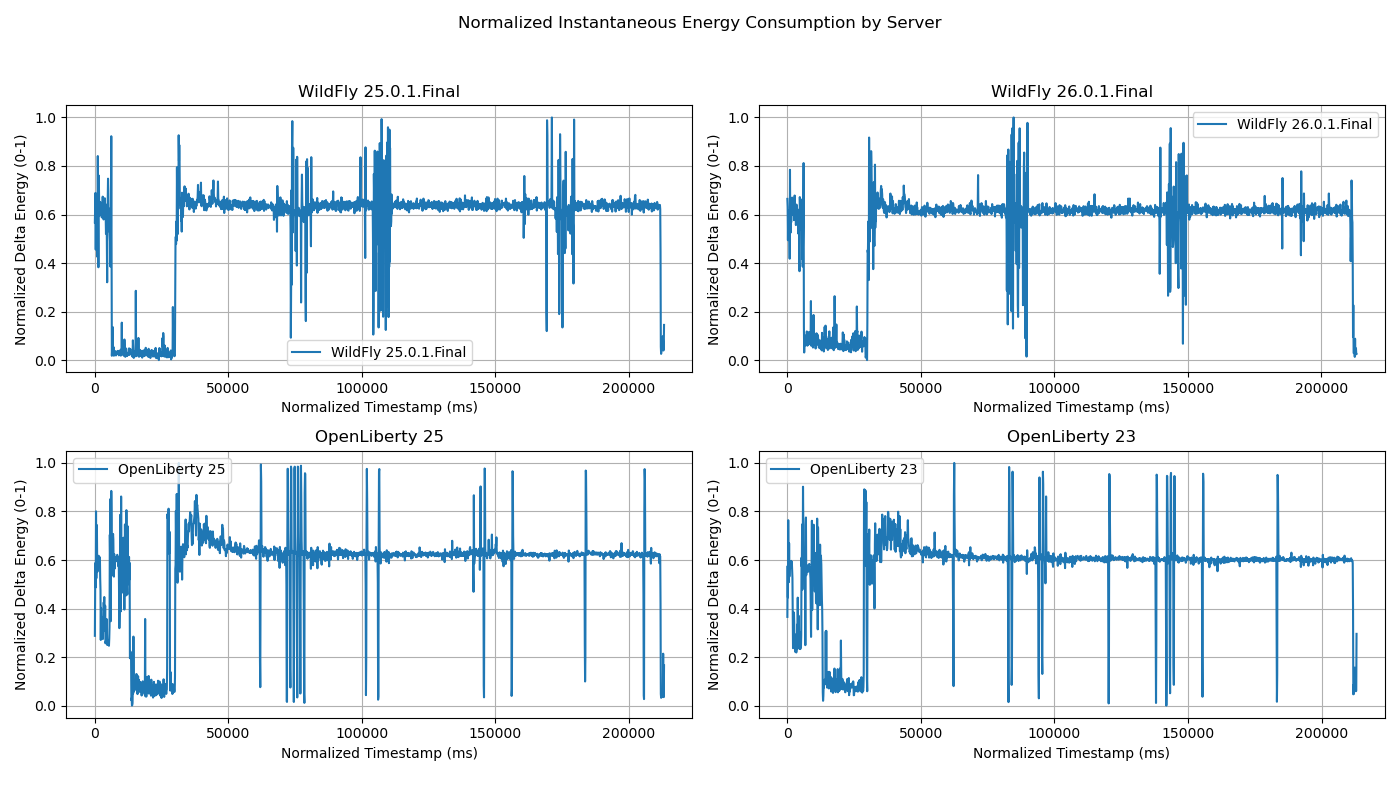 Normalized Instantaneous Energy Consumption by Server
WildFly 25.0.1.Final
Normalized Delta Energy (0-1)
1.0
0.8
0.6
0.4
0.2
0.0
WildFly 25.0.1.Final
0 50000 100000 150000 200000
Normalized Timestamp (ms)
WildFly 26.0.1.Final
Normalized Delta Energy (0-1)
1.0
0.8
0.6
0.4
0.2
0.0
WildFly 26.0.1.Final
0 50000 100000 150000 200000
Normalized Timestamp (ms)
OpenLiberty 25
Normalized Delta Energy (0-1)
1.0
0.8
0.6
0.4
0.2
0.0
OpenLiberty 25
0 50000 100000 150000 200000
Normalized Timestamp (ms)
OpenLiberty 23
Normalized Delta Energy (0-1)
1.0
0.8
0.6
0.4
0.2
0.0
OpenLiberty 23
0 50000 100000 150000 200000
Normalized Timestamp (ms)